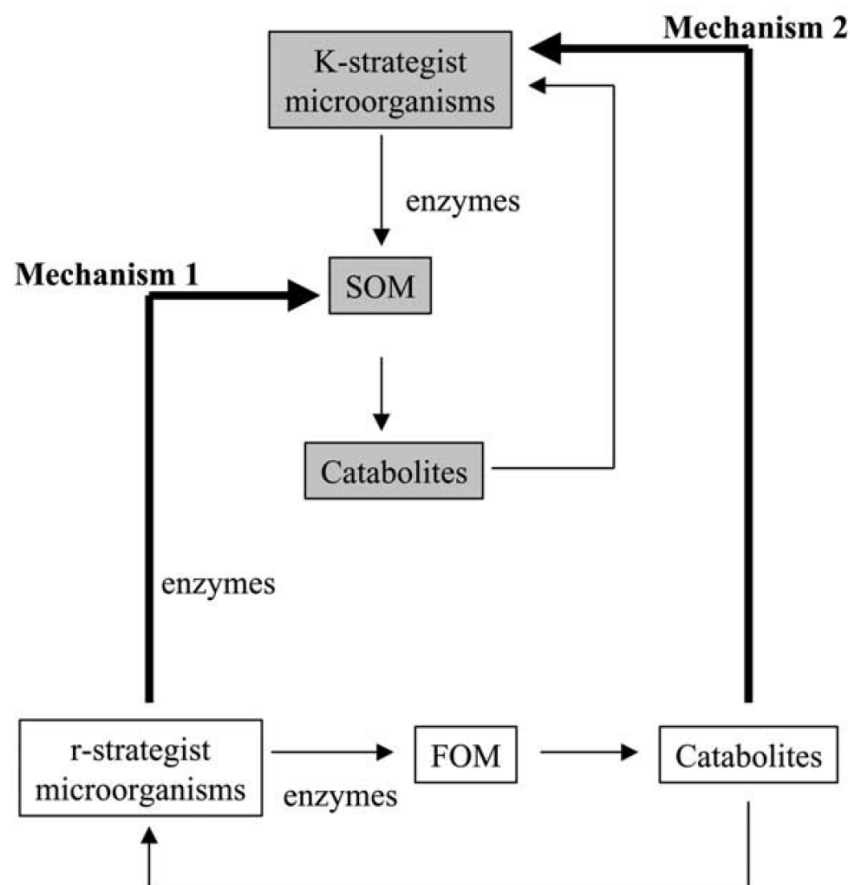 Mechanism 2
K-strategist
microorganisms
enzymes
Mechanism 1
SOM
Catabolites
enzymes
r-strategist
microorganisms
enzymes
FOM
Catabolites